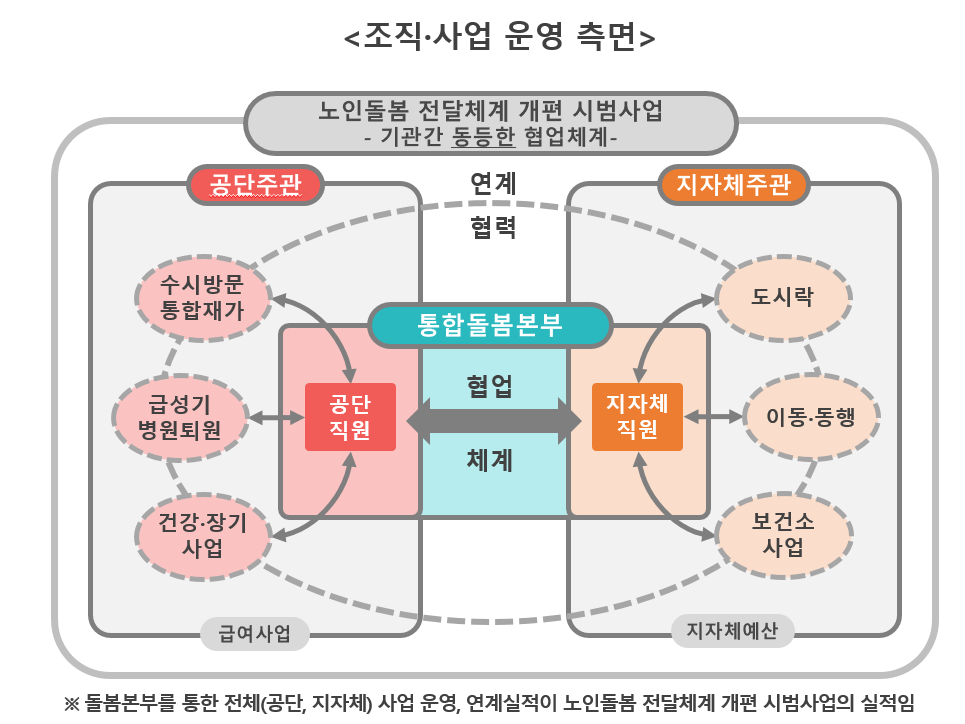 <조직·사업 운영 측면>
노인돌봄 전달체계 개편 시범사업
- 기관간 동등한 협업체계-
공단주관
연계
지자체주관
협력
수시방문
통합재가
도시락
통합돌봄본부
급성기
병원퇴원
공단
직원
협업
체계
지자체
직원
이동·동행
건강·장기
사업
보건소
사업
급여사업
지자체예산
※ 돌봄본부를 통한 전체(공단, 지자체) 사업 운영, 연계실적이 노인돌봄 전달체계 개편 시범사업의 실적임